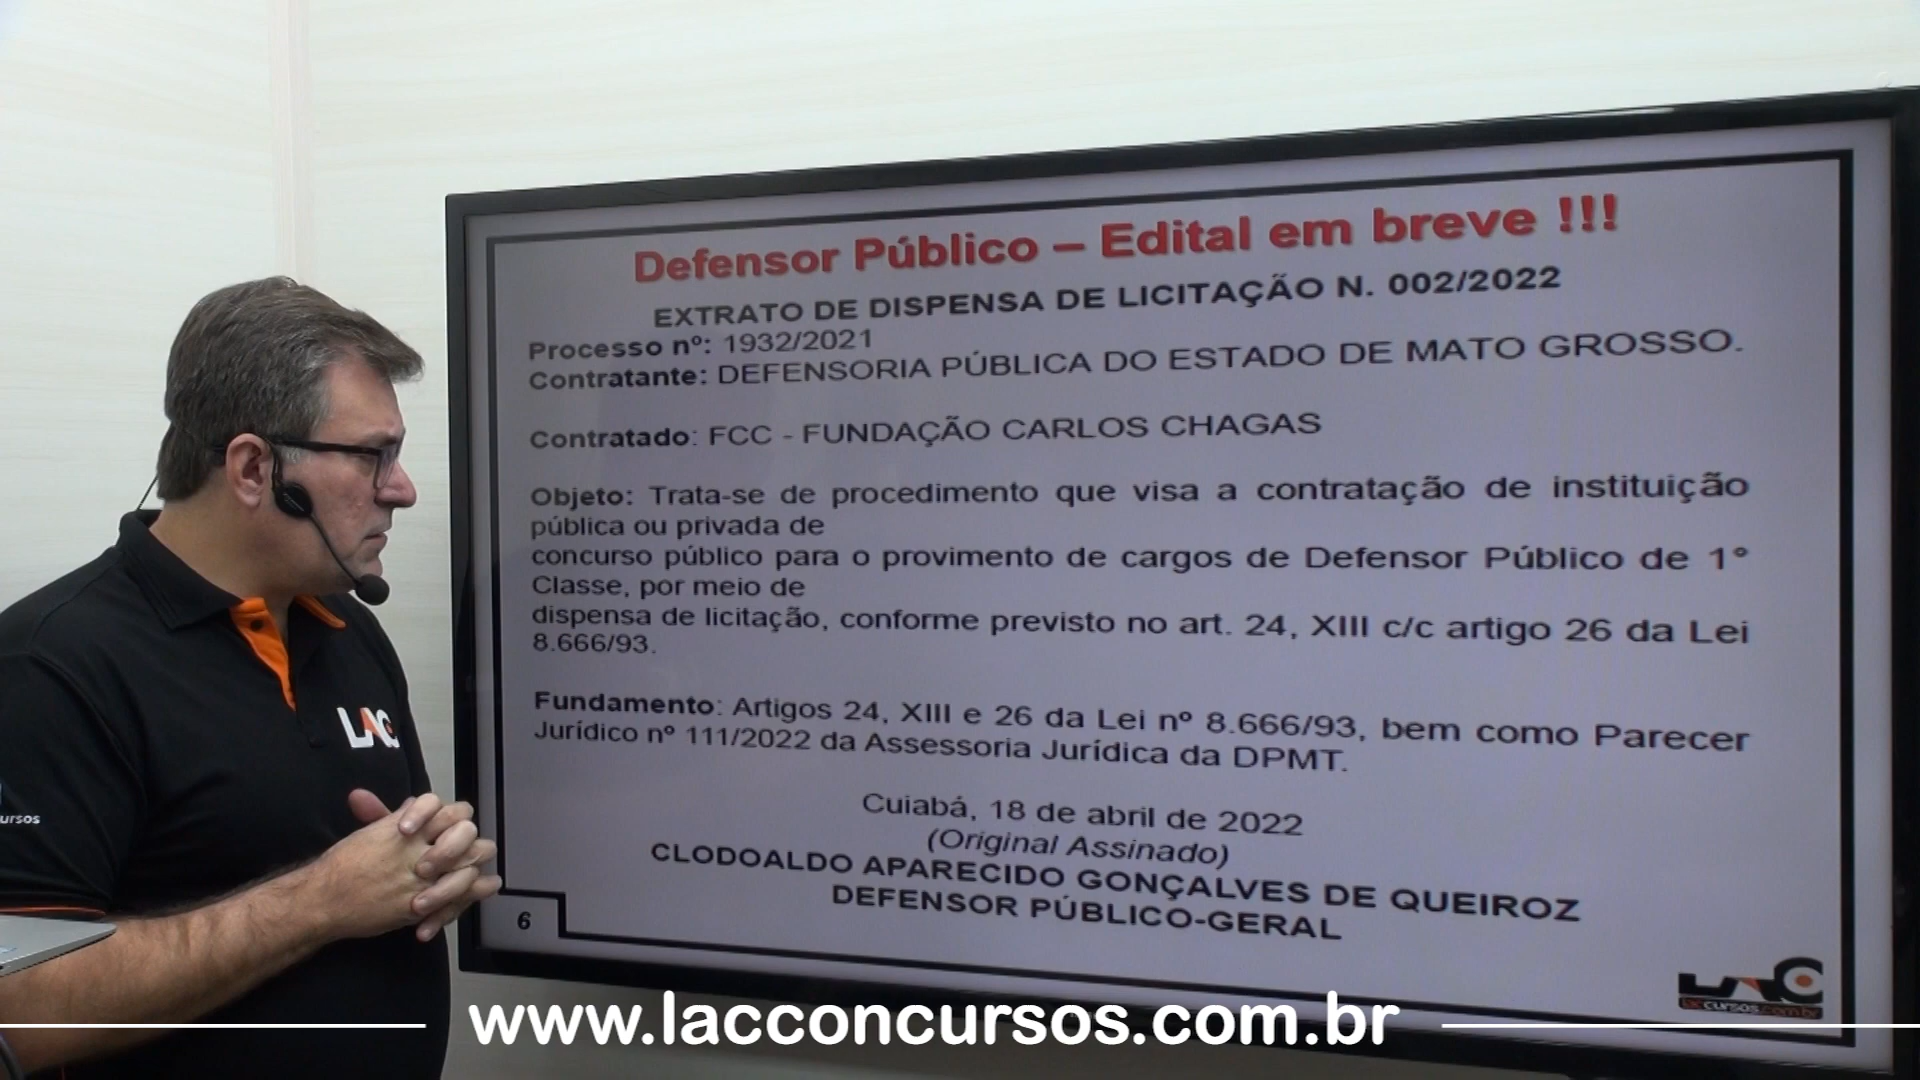 Defensor Público – Edital em breve !!!
EXTRATO DE DISPENSA DE LICITAÇÃO N. 002/2022
Processo nº: 1932/2021
Contratante: DEFENSORIA PÚBLICA DO ESTADO DE MATO GROSSO.
Contratado: FCC - FUNDAÇÃO CARLOS CHAGAS
Objeto: Trata-se de procedimento que visa a contratação de instituição
pública ou privada de
concurso público para o provimento de cargos de Defensor Público de 1°
Classe, por meio de
dispensa de licitação, conforme previsto no art. 24, XIII c/c artigo 26 da Lei
8.666/93.
Fundamento: Artigos 24, XIII e 26 da Lei nº 8.666/93, bem como Parecer
Jurídico nº 111/2022 da Assessoria Jurídica da DPMT.
Cuiabá, 18 de abril de 2022
(Original Assinado)
CLODOALDO APARECIDO GONÇALVES DE QUEIROZ
DEFENSOR PÚBLICO-GERAL
6
LAC
lacconcursos.com.br
LAC
ursos
www.lacconcursos.com.br